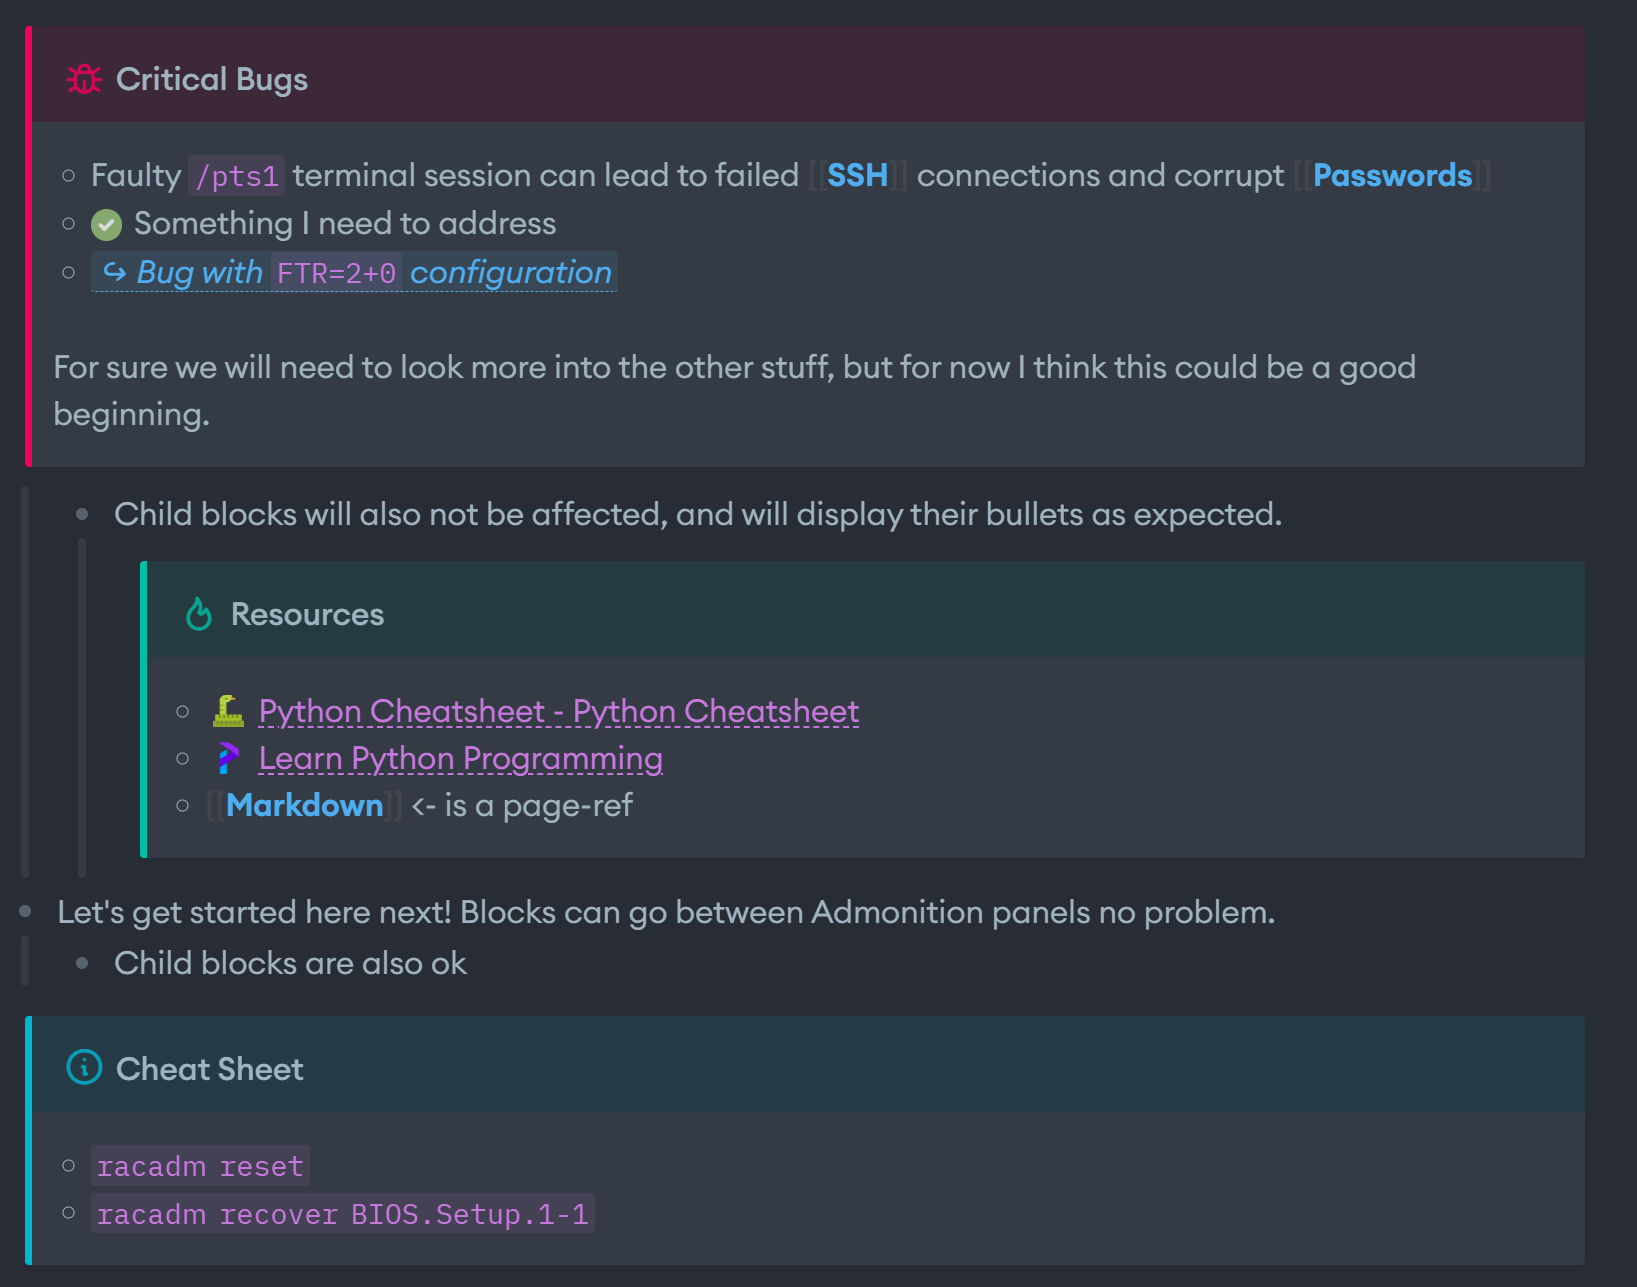 Critical Bugs
Faulty /pts1 terminal session can lead to failed [[SSH]] connections and corrupt [[Passwords]]
Something I need to address
Bug with FTR=2+0 configuration
For sure we will need to look more into the other stuff, but for now I think this could be a good
beginning.
Child blocks will also not be affected, and will display their bullets as expected.
Resources
Python Cheatsheet - Python Cheatsheet
Learn Python Programming
[[Markdown]] <- is a page-ref
Let's get started here next! Blocks can go between Admonition panels no problem.
Child blocks are also ok
Cheat Sheet
racadm reset
racadm recover BIOS.Setup.1-1